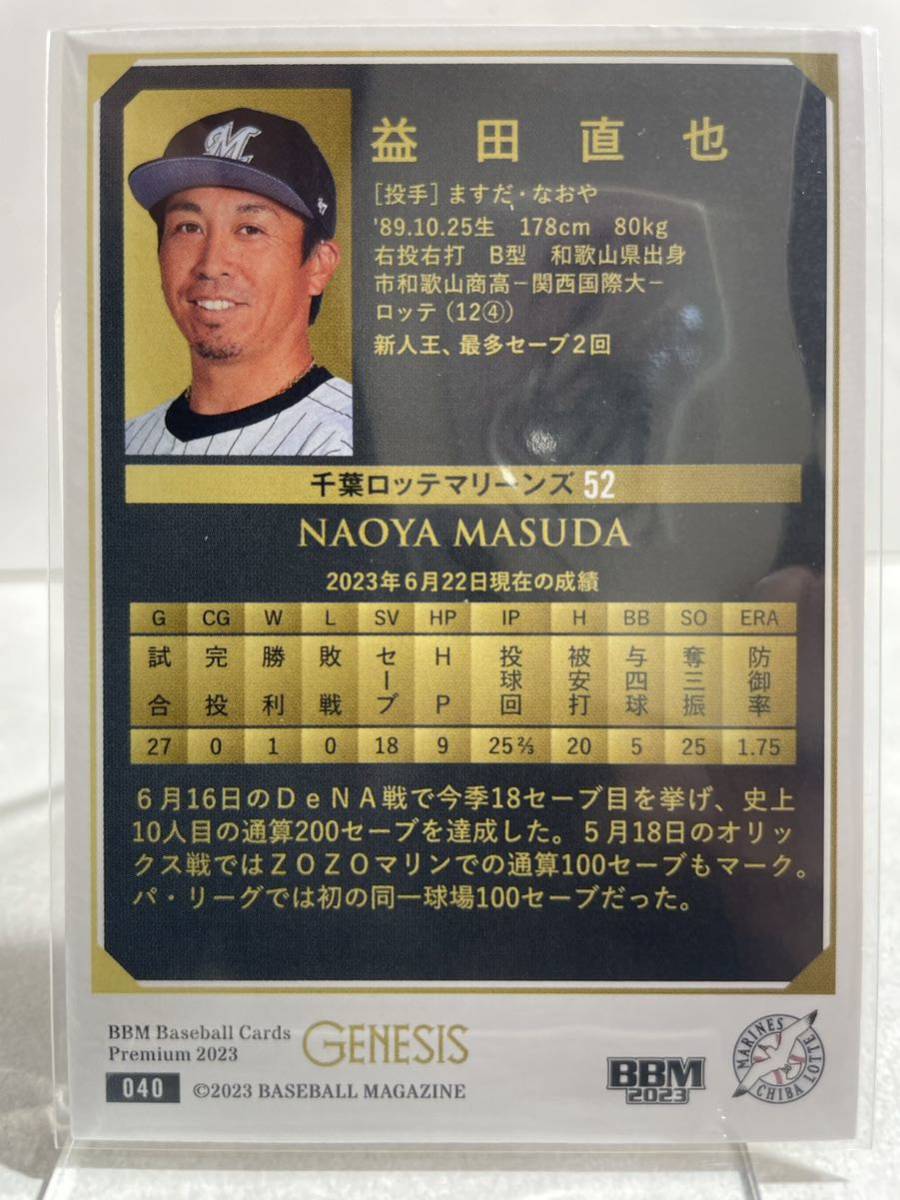 M
益田直也
[投手] ますだ・なおや
'89.10.25生 178cm 80kg
右投右打 B型 和歌山県出身
市和歌山商高－関西国際大－
ロッテ (12④)
新人王、最多セーブ2回
千葉ロッテマリーンズ 52
NAOYA MASUDA
2023年6月22日現在の成績
G CG W L SV HP IP H BB SO ERA
試合 完投 勝利 敗戦 セーブ HP 投球回 被安打 与四球 奪三振 防御率
27 0 1 0 18 9 25⅔ 20 5 25 1.75
6月16日のDeNA戦で今季18セーブ目を挙げ、史上
10人目の通算200セーブを達成した。5月18日のオリッ
クス戦ではZOZOマリンでの通算100セーブもマーク。
パ・リーグでは初の同一球場100セーブだった。
BBM Baseball Cards
Premium 2023
GENESIS
040 ©2023 BASEBALL MAGAZINE
BBM
2023
MARINES
CHIBA LOTTE